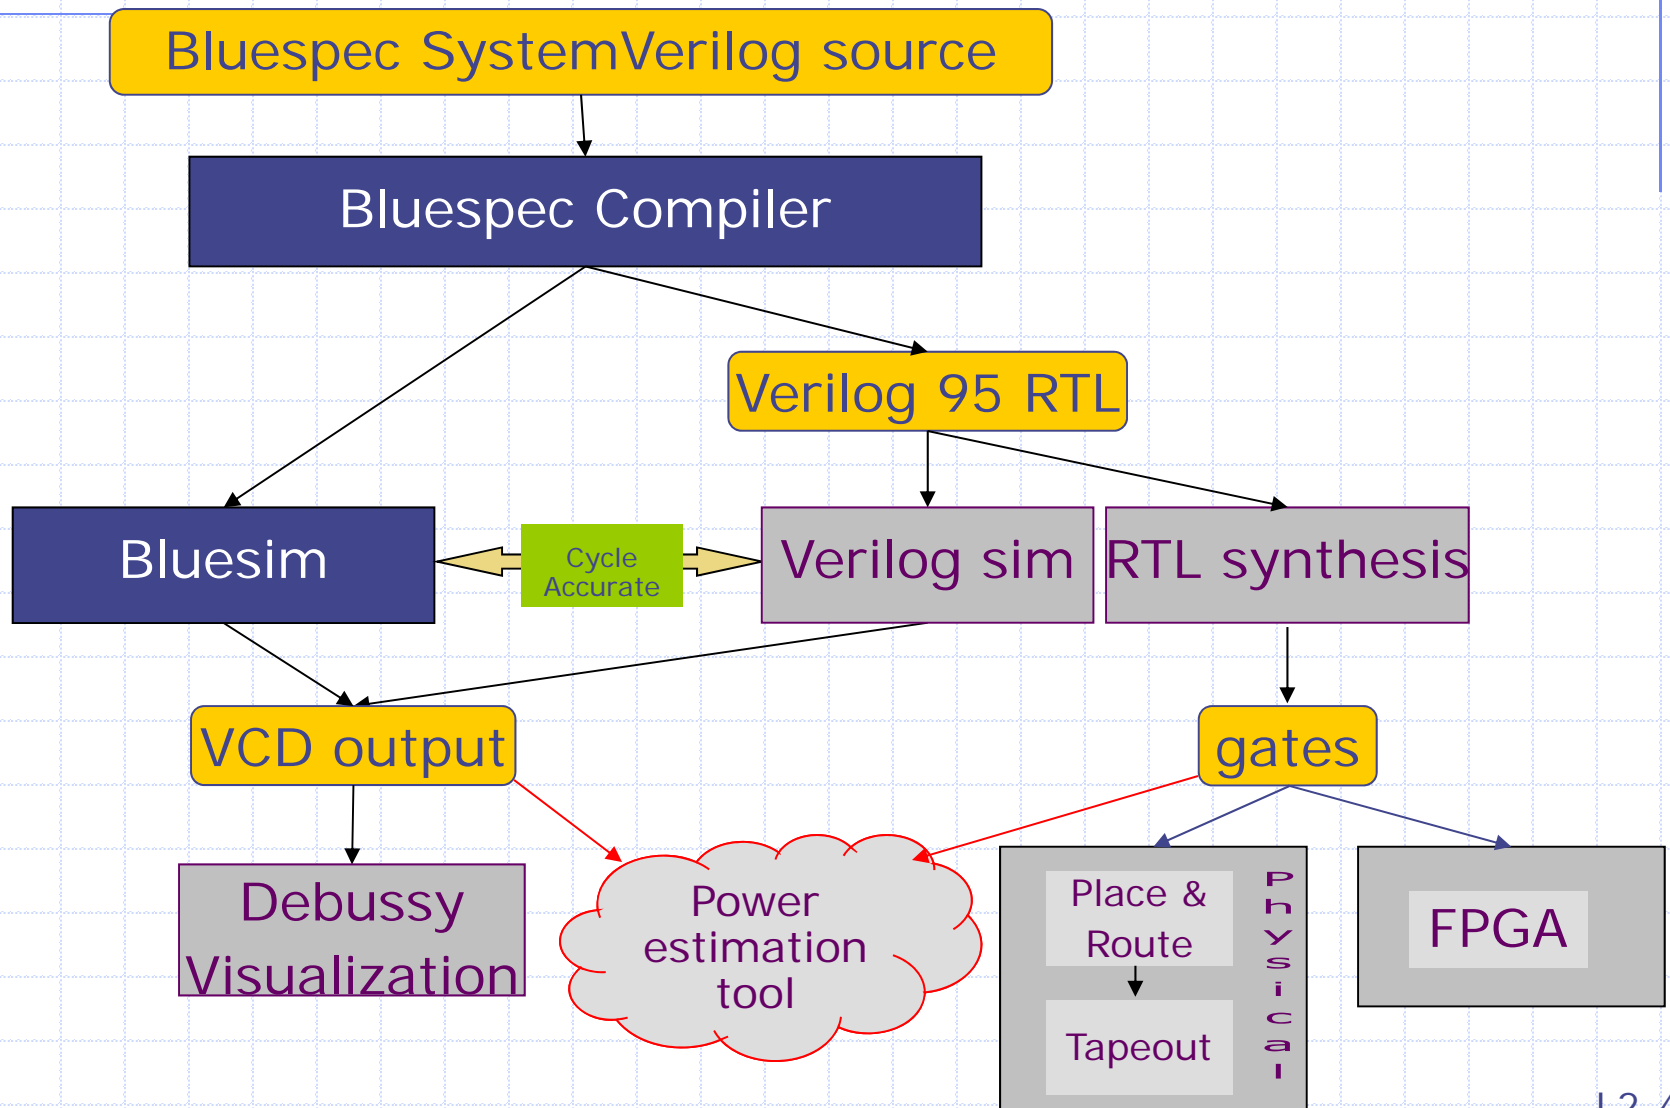 Bluespec SystemVerilog source
Bluespec Compiler
Verilog 95 RTL
Bluesim
Cycle
Accurate
Verilog sim
RTL synthesis
VCD output
gates
Debussy
Visualization
Power
estimation
tool
Place &
Route
Tapeout
Physical
FPGA